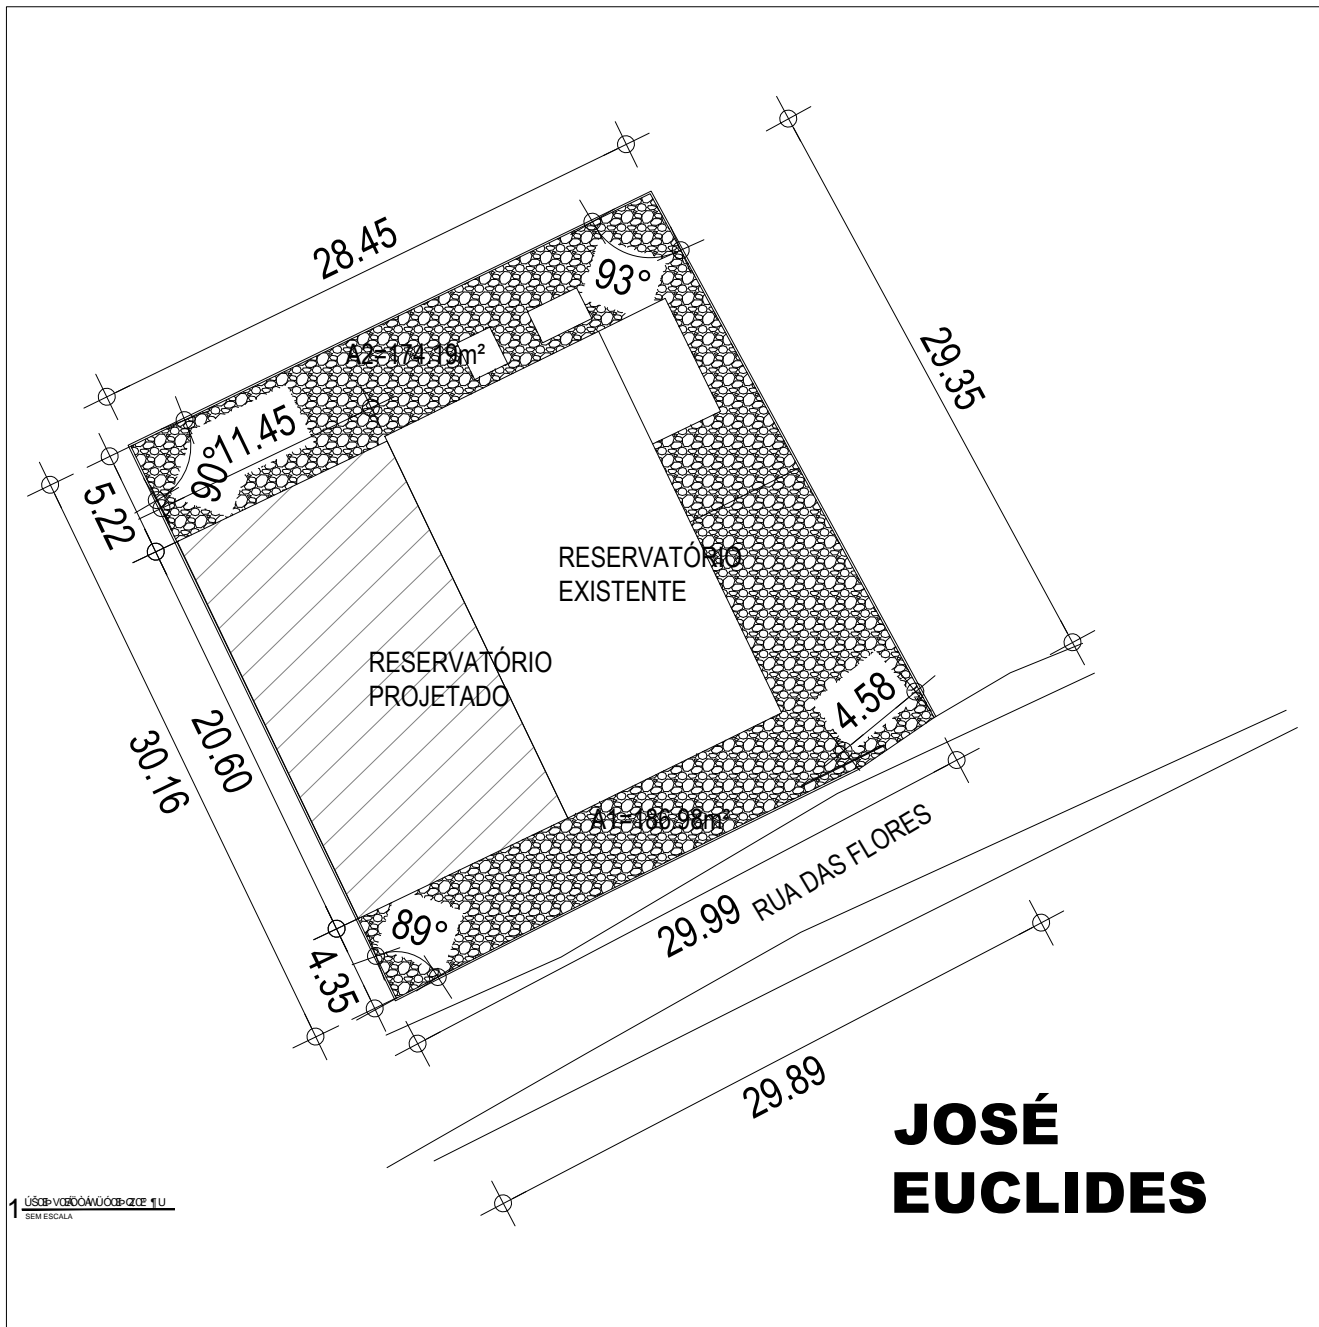 28.45
93°
29.35
A2=174.19m²
11.45
90°
5.22
RESERVATÓRIO
EXISTENTE
RESERVATÓRIO
PROJETADO
4.58
20.60
30.16
A1=186.98m²
RUA DAS FLORES
29.99
89°
4.35
29.89
JOSÉ
EUCLIDES
1
SEM ESCALA